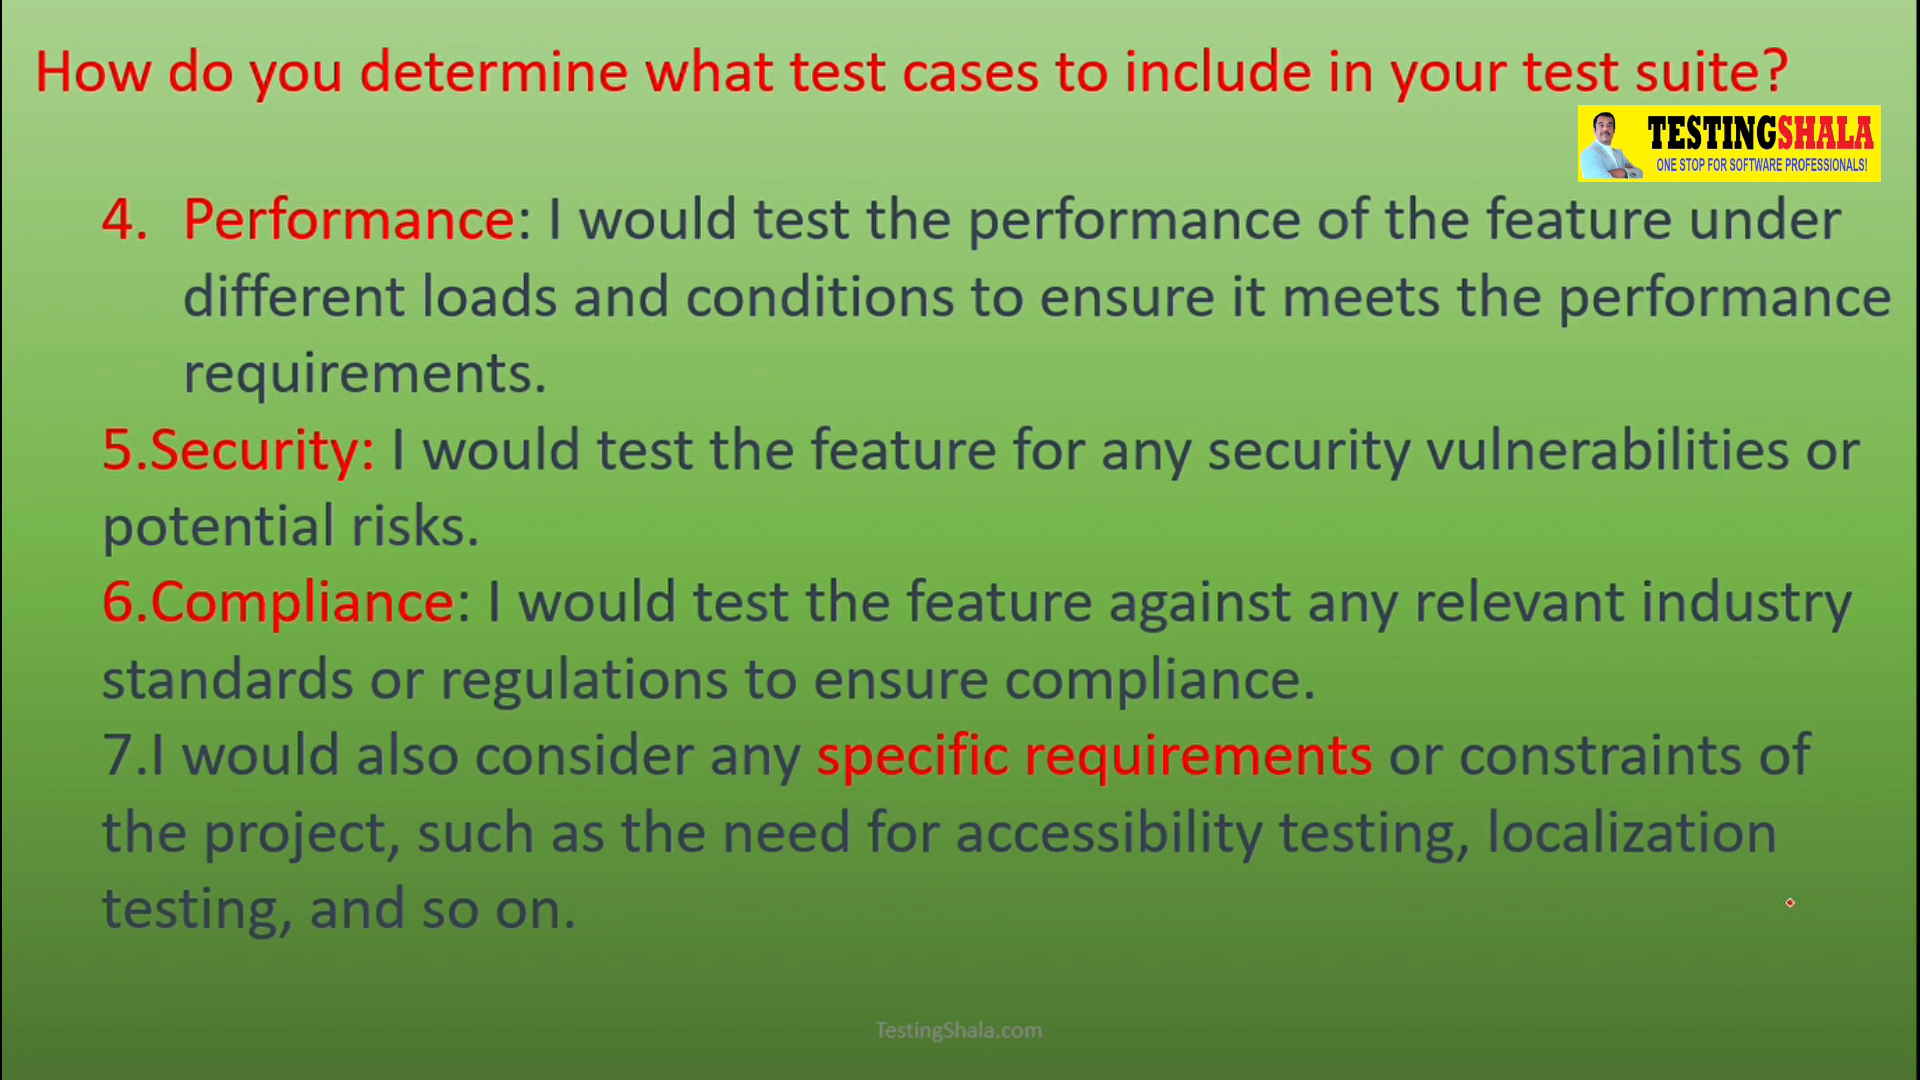 How do you determine what test cases to include in your test suite?
TESTINGSHALA
ONE STOP FOR SOFTWARE PROFESSIONALS!
4. Performance: I would test the performance of the feature under
different loads and conditions to ensure it meets the performance
requirements.
5.Security: I would test the feature for any security vulnerabilities or
potential risks.
6.Compliance: I would test the feature against any relevant industry
standards or regulations to ensure compliance.
7.I would also consider any specific requirements or constraints of
the project, such as the need for accessibility testing, localization
testing, and so on.
TestingShala.com